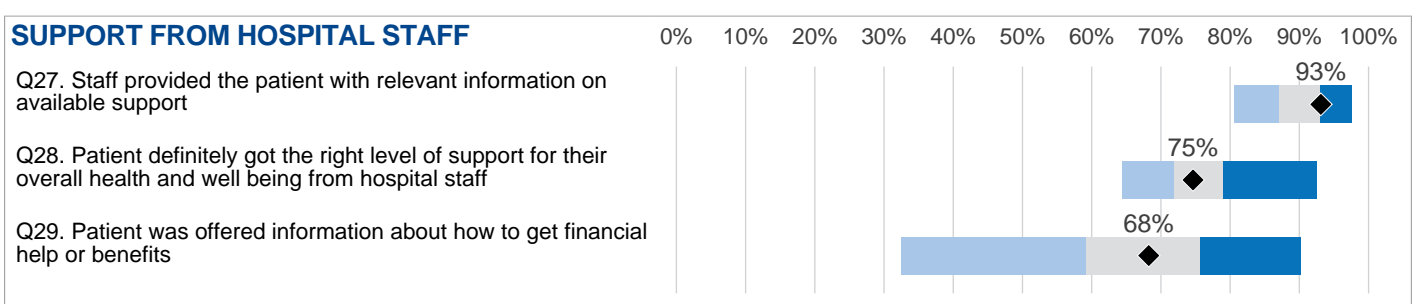 SUPPORT FROM HOSPITAL STAFF 0% 10% 20% 30% 40% 50% 60% 70% 80% 90% 100%
Q27. Staff provided the patient with relevant information on
available support
93%
Q28. Patient definitely got the right level of support for their
overall health and well being from hospital staff
75%
Q29. Patient was offered information about how to get financial
help or benefits
68%